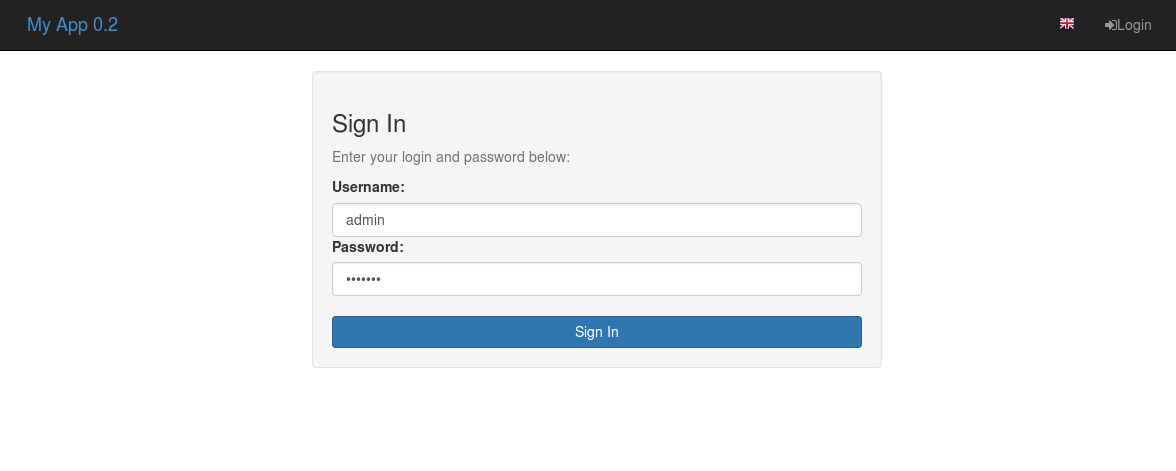 My App 0.2
Login
Sign In
Enter your login and password below:
Username:
admin
Password:
•••••••
Sign In